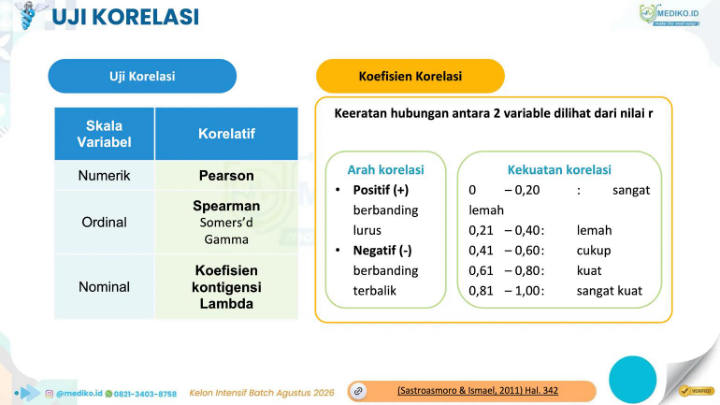 UJI KORELASI
MEDIKO.ID
Uji Korelasi
Koefisien Korelasi
Skala Variabel
Korelatif
Numerik
Pearson
Ordinal
Spearman
Somers'd
Gamma
Nominal
Koefisien
kontigensi
Lambda
Keeratan hubungan antara 2 variable dilihat dari nilai r
Arah korelasi
• Positif (+)
berbanding
lurus
• Negatif (-)
berbanding
terbalik
Kekuatan korelasi
0 – 0,20 : sangat
lemah
0,21 – 0,40: lemah
0,41 – 0,60: cukup
0,61 – 0,80: kuat
0,81 – 1,00: sangat kuat
@mediko.id 0821-3403-8758
Kelon Intensif Batch Agustus 2026
(Sastroasmoro & Ismael, 2011) Hal. 342